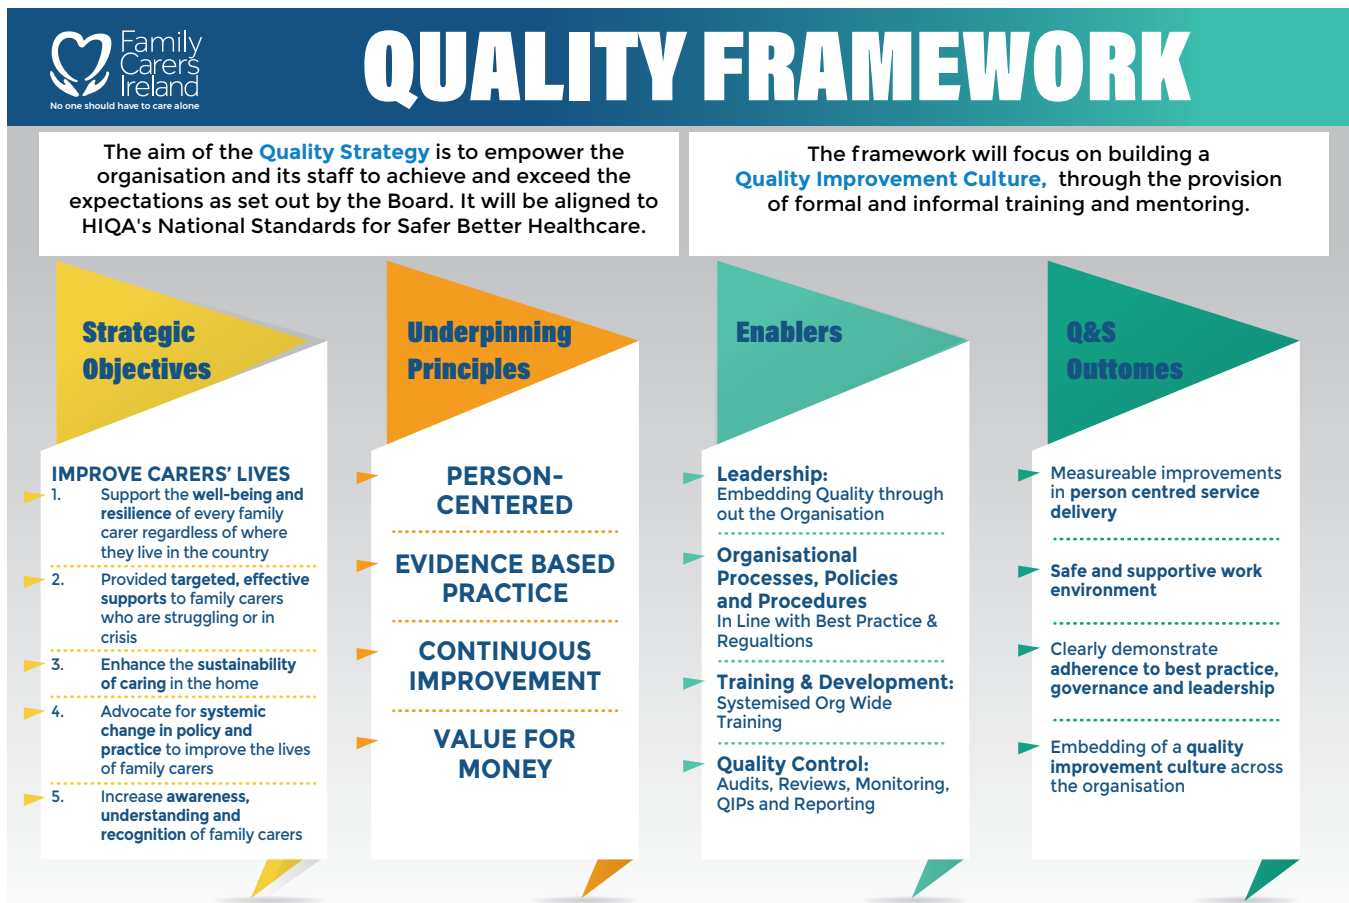 Family
Carers
Ireland
No one should have to care alone
QUALITY FRAMEWORK
The aim of the Quality Strategy is to empower the
organisation and its staff to achieve and exceed the
expectations as set out by the Board. It will be aligned to
HIQA's National Standards for Safer Better Healthcare.
The framework will focus on building a
Quality Improvement Culture, through the provision
of formal and informal training and mentoring.
Strategic
Objectives
IMPROVE CARERS' LIVES
1. Support the well-being and
resilience of every family
carer regardless of where
they live in the country
2. Provided targeted, effective
supports to family carers
who are struggling or in
crisis
3. Enhance the sustainability
of caring in the home
4. Advocate for systemic
change in policy and
practice to improve the lives
of family carers
5. Increase awareness,
understanding and
recognition of family carers
Underpinning
Principles
PERSON-
CENTERED
EVIDENCE BASED
PRACTICE
CONTINUOUS
IMPROVEMENT
VALUE FOR
MONEY
Enablers
Leadership:
Embedding Quality through
out the Organisation
Organisational
Processes, Policies
and Procedures
In Line with Best Practice &
Regualtions
Training & Development:
Systemised Org Wide
Training
Quality Control:
Audits, Reviews, Monitoring,
QIPs and Reporting
Q&S
Outtomes
Measureable improvements
in person centred service
delivery
Safe and supportive work
environment
Clearly demonstrate
adherence to best practice,
governance and leadership
Embedding of a quality
improvement culture across
the organisation